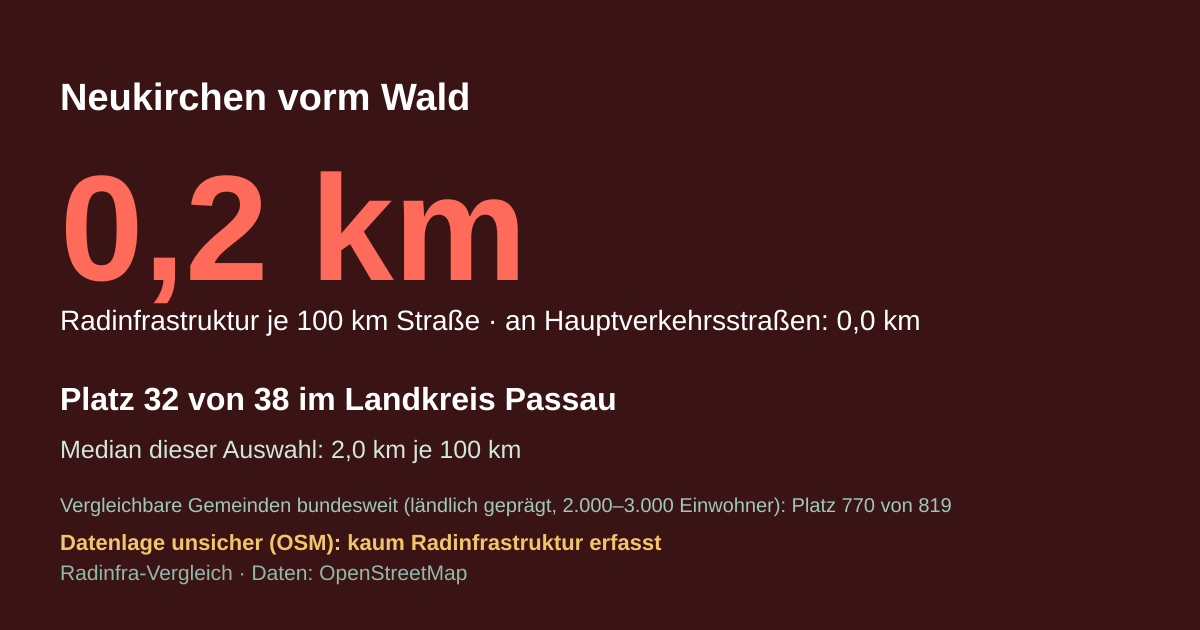 Neukirchen vorm Wald
0,2 km
Radinfrastruktur je 100 km Straße · an Hauptverkehrsstraßen: 0,0 km
Platz 32 von 38 im Landkreis Passau
Median dieser Auswahl: 2,0 km je 100 km
Vergleichbare Gemeinden bundesweit (ländlich geprägt, 2.000–3.000 Einwohner): Platz 770 von 819
Datenlage unsicher (OSM): kaum Radinfrastruktur erfasst
Radinfra-Vergleich · Daten: OpenStreetMap